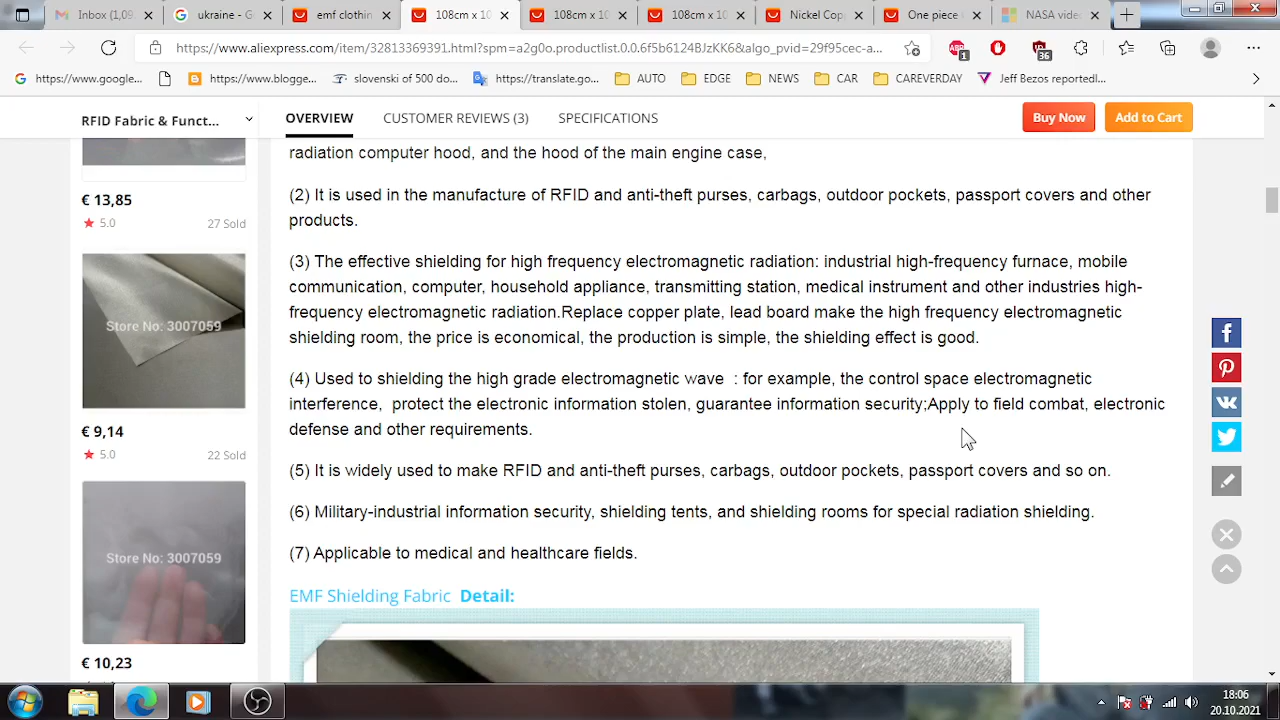 Inbox (1,09
ukraine - G
emf clothin
108cm x 10
108cm x 10
108cm x 10
Nickel Cop
One piece
NASA video
https://www.aliexpress.com/item/32813369391.html?spm=a2g0o.productlist.0.0.6f5b6124BJzKK6&algo_pvid=29f95cec-a...
1
36
https://www.google...
https://www.blogge...
slovenski of 500 do...
https://translate.go...
AUTO
EDGE
NEWS
CAR
CAREVERDAY
Jeff Bezos reportedl...
RFID Fabric & Funct...
OVERVIEW
CUSTOMER REVIEWS (3)
SPECIFICATIONS
Buy Now
Add to Cart
€ 13,85
5.0
27 Sold
Store No: 3007059
€ 9,14
5.0
22 Sold
Store No: 3007059
€ 10,23
radiation computer hood, and the hood of the main engine case,
(2) It is used in the manufacture of RFID and anti-theft purses, carbags, outdoor pockets, passport covers and other
products.
(3) The effective shielding for high frequency electromagnetic radiation: industrial high-frequency furnace, mobile
communication, computer, household appliance, transmitting station, medical instrument and other industries high-
frequency electromagnetic radiation.Replace copper plate, lead board make the high frequency electromagnetic
shielding room, the price is economical, the production is simple, the shielding effect is good.
(4) Used to shielding the high grade electromagnetic wave : for example, the control space electromagnetic
interference, protect the electronic information stolen, guarantee information security;Apply to field combat, electronic
defense and other requirements.
(5) It is widely used to make RFID and anti-theft purses, carbags, outdoor pockets, passport covers and so on.
(6) Military-industrial information security, shielding tents, and shielding rooms for special radiation shielding.
(7) Applicable to medical and healthcare fields.
EMF Shielding Fabric Detail:
18:06
20.10.2021